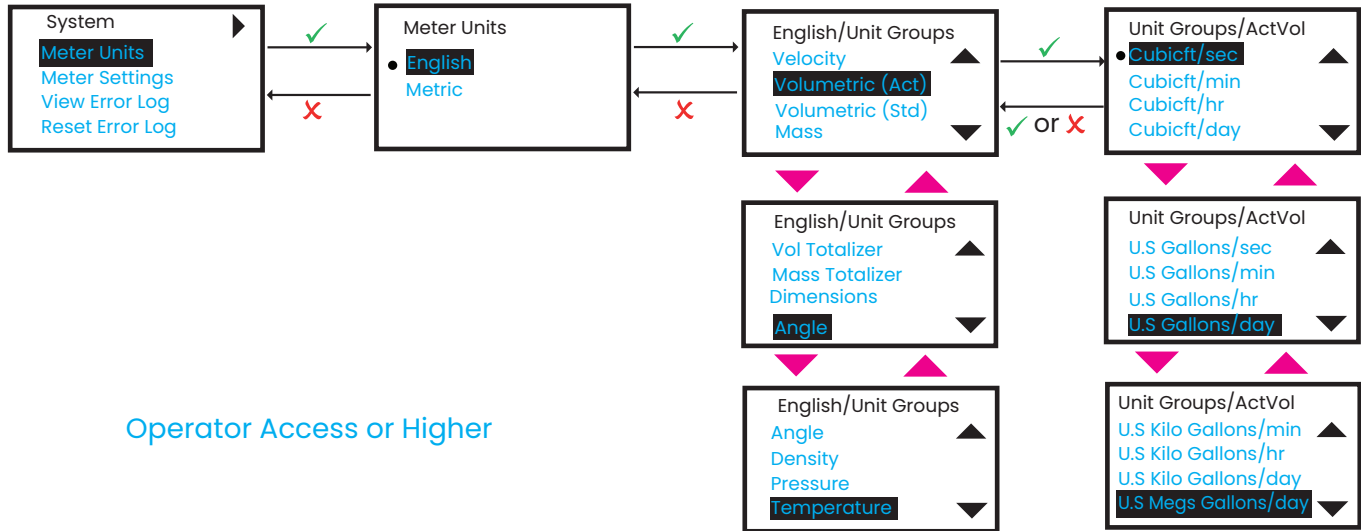 System
Meter Units
Meter Settings
View Error Log
Reset Error Log
Meter Units
English
Metric
English/Unit Groups
Velocity
Volumetric (Act)
Volumetric (Std)
Mass
or
Unit Groups/ActVol
Cubicft/sec
Cubicft/min
Cubicft/hr
Cubicft/day
English/Unit Groups
Vol Totalizer
Mass Totalizer
Dimensions
Angle
Unit Groups/ActVol
U.S Gallons/sec
U.S Gallons/min
U.S Gallons/hr
U.S Gallons/day
English/Unit Groups
Angle
Density
Pressure
Temperature
Unit Groups/ActVol
U.S Kilo Gallons/min
U.S Kilo Gallons/hr
U.S Kilo Gallons/day
U.S Megs Gallons/day
Operator Access or Higher